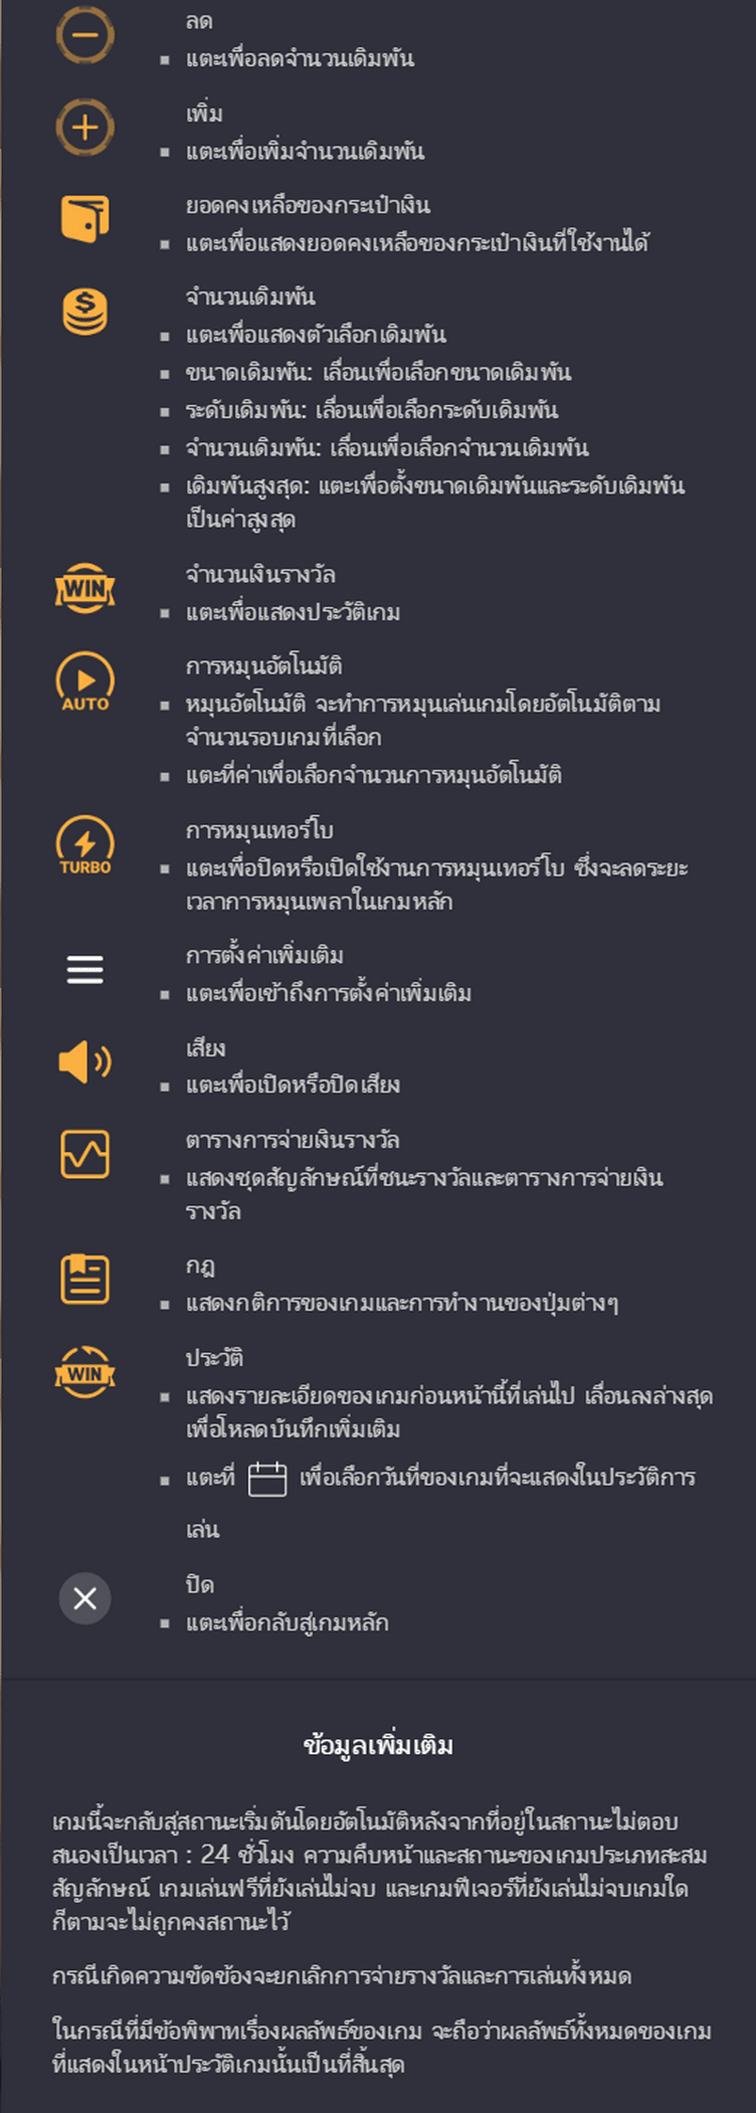 ลด
แตะเพื่อลดจำนวนเดิมพัน
เพิ่ม
แตะเพื่อเพิ่มจำนวนเดิมพัน
ยอดคงเหลือของกระเป๋าเงิน
แตะเพื่อแสดงยอดคงเหลือของกระเป๋าเงินที่ใช้งานได้
จำนวนเดิมพัน
แตะเพื่อแสดงตัวเลือกเดิมพัน
ขนาดเดิมพัน: เลื่อนเพื่อเลือกขนาดเดิมพัน
ระดับเดิมพัน: เลื่อนเพื่อเลือกระดับเดิมพัน
จำนวนเดิมพัน: เลื่อนเพื่อเลือกจำนวนเดิมพัน
เดิมพันสูงสุด: แตะเพื่อตั้งขนาดเดิมพันและระดับเดิมพัน
เป็นค่าสูงสุด
WIN
จำนวนเงินรางวัล
แตะเพื่อแสดงประวัติเกม
AUTO
การหมุนอัตโนมัติ
หมุนอัตโนมัติ จะทำการหมุนเล่นเกมโดยอัตโนมัติตาม
จำนวนรอบเกมที่เลือก
แตะที่ค่าเพื่อเลือกจำนวนการหมุนอัตโนมัติ
TURBO
การหมุนเทอร์โบ
แตะเพื่อปิดหรือเปิดใช้งานการหมุนเทอร์โบ ซึ่งจะลดระยะ
เวลาการหมุนเพลาในเกมหลัก
การตั้งค่าเพิ่มเติม
แตะเพื่อเข้าถึงการตั้งค่าเพิ่มเติม
เสียง
แตะเพื่อเปิดหรือปิดเสียง
ตารางการจ่ายเงินรางวัล
แสดงชุดสัญลักษณ์ที่ชนะรางวัลและตารางการจ่ายเงิน
รางวัล
กฎ
แสดงกติการของเกมและการทำงานของปุ่มต่างๆ
WIN
ประวัติ
แสดงรายละเอียดของเกมก่อนหน้านี้ที่เล่นไป เลื่อนลงล่างสุด
เพื่อโหลดบันทึกเพิ่มเติม
แตะที่ เพื่อเลือกวันที่ของเกมที่จะแสดงในประวัติการ
เล่น
ปิด
แตะเพื่อกลับสู่เกมหลัก
ข้อมูลเพิ่มเติม
เกมนี้จะกลับสู่สถานะเริ่มต้นโดยอัตโนมัติหลังจากที่อยู่ในสถานะไม่ตอบ
สนองเป็นเวลา : 24 ชั่วโมง ความคืบหน้าและสถานะของเกมประเภทสะสม
สัญลักษณ์ เกมเล่นฟรีที่ยังเล่นไม่จบ และเกมฟีเจอร์ที่ยังเล่นไม่จบเกมใด
ก็ตามจะไม่ถูกคงสถานะไว้
กรณีเกิดความขัดข้องจะยกเลิกการจ่ายรางวัลและการเล่นทั้งหมด
ในกรณีที่มีข้อพิพาทเรื่องผลลัพธ์ของเกม จะถือว่าผลลัพธ์ทั้งหมดของเกม
ที่แสดงในหน้าประวัติเกมนั้นเป็นที่สิ้นสุด